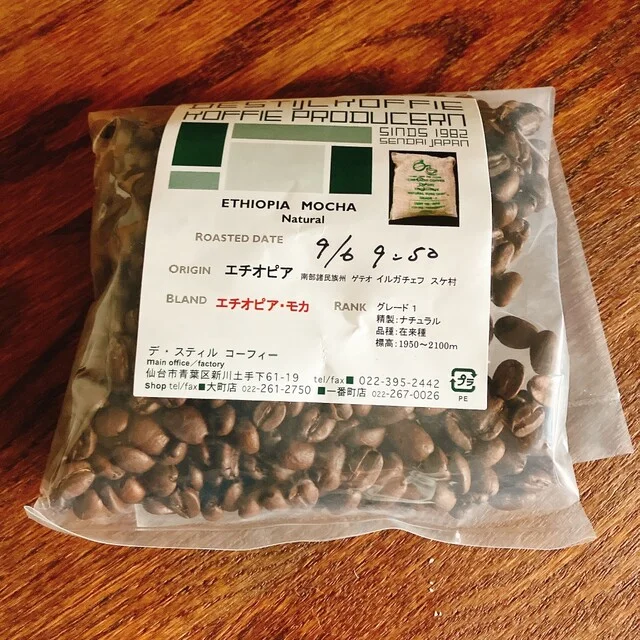 DE STIJL KOFFIE
KOFFIE PRODUCERN
SINDS 1982
SENDAI JAPAN
ETHIOPIA MOCHA
Natural
ROASTED DATE 9/6 9-50
ORIGIN エチオピア 南部諸民族州 ゲテオ イルガチェフ スケ村
BLAND エチオピア・モカ RANK グレード1
精製:ナチュラル
品種:在来種
標高:1950〜2100m
デ・スティル コーフィー
main office/factory
仙台市青葉区新川土手下61-19 tel/fax■022-395-2442
shop tel/fax■大町店 022-261-2750 ■一番町店 022-267-0026
プラ
PE